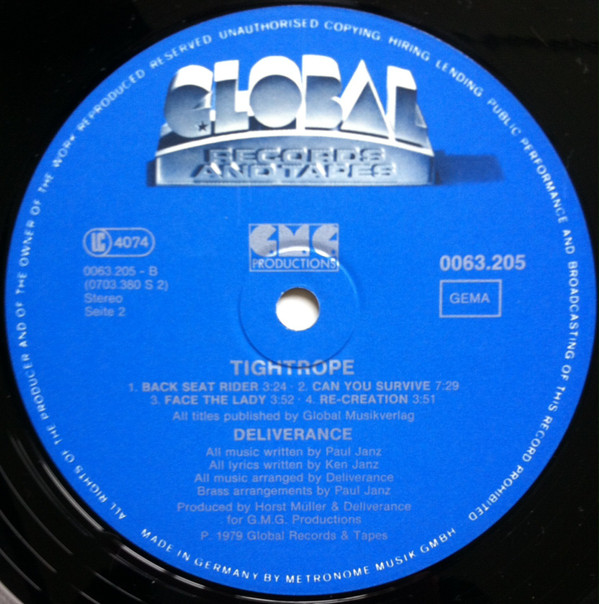 ALL RIGHTS OF THE PRODUCER AND OF THE OWNER OF THE WORK REPRODUCED RESERVED UNAUTHORISED COPYING HIRING LENDING PUBLIC PERFORMANCE AND BROADCASTING OF THIS RECORD PROHIBITED
GLOBAL
RECORDS
AND TAPES
LC 4074
GMG
PRODUCTIONS
0063.205
GEMA
0063.205 - B
(0703.380 S 2)
Stereo
Seite 2
TIGHTROPE
1. BACK SEAT RIDER 3:24 · 2. CAN YOU SURVIVE 7:29
3. FACE THE LADY 3:52 · 4. RE-CREATION 3:51
All titles published by Global Musikverlag
DELIVERANCE
All music written by Paul Janz
All lyrics written by Ken Janz
All music arranged by Deliverance
Brass arrangements by Paul Janz
Produced by Horst Müller & Deliverance
for G.M.G. Productions
P. 1979 Global Records & Tapes
MADE IN GERMANY BY METRONOME MUSIK GMBH